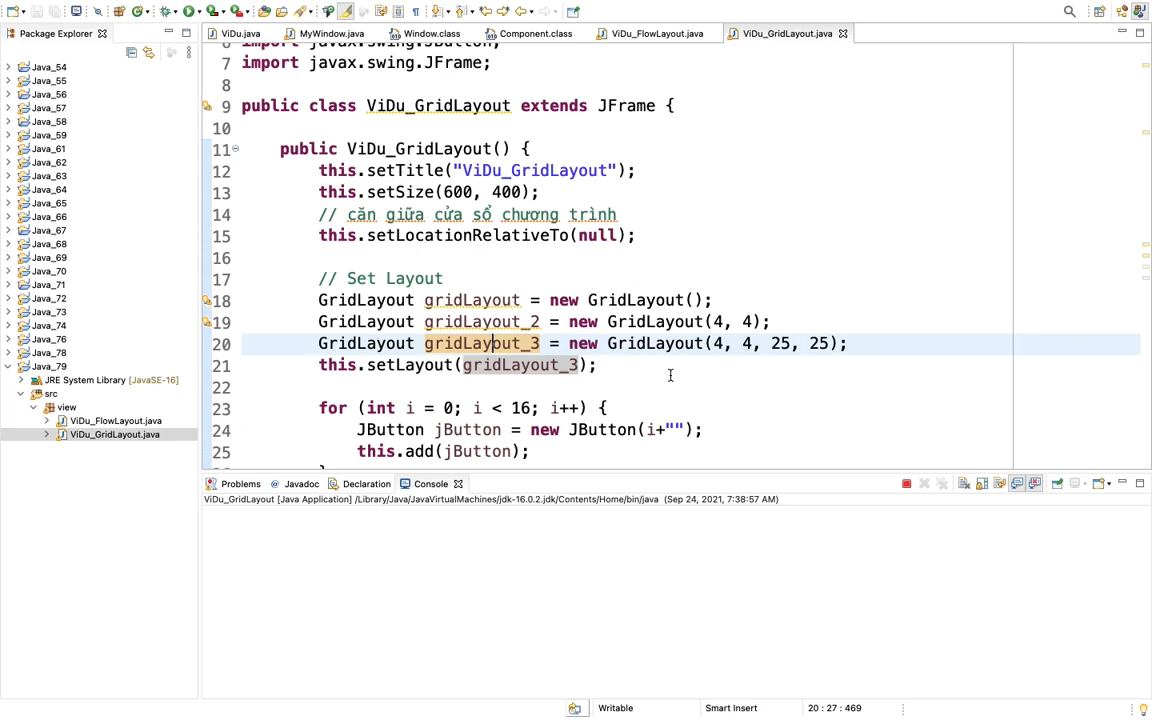 Package Explorer
Java_54
Java_55
Java_56
Java_57
Java_58
Java_59
Java_61
Java_62
Java_63
Java_64
Java_65
Java_66
Java_67
Java_68
Java_69
Java_70
Java_71
Java_72
Java_73
Java_74
Java_76
Java_78
Java_79
JRE System Library [JavaSE-16]
src
view
ViDu_FlowLayout.java
ViDu_GridLayout.java
ViDu.java MyWindow.java Window.class Component.class ViDu_FlowLayout.java ViDu_GridLayout.java
6 import javax.swing.JButton;
7 import javax.swing.JFrame;
8
9 public class ViDu_GridLayout extends JFrame {
10
11 public ViDu_GridLayout() {
12 this.setTitle("ViDu_GridLayout");
13 this.setSize(600, 400);
14 // căn giữa cửa sổ chương trình
15 this.setLocationRelativeTo(null);
16
17 // Set Layout
18 GridLayout gridLayout = new GridLayout();
19 GridLayout gridLayout_2 = new GridLayout(4, 4);
20 GridLayout gridLayout_3 = new GridLayout(4, 4, 25, 25);
21 this.setLayout(gridLayout_3);
22
23 for (int i = 0; i < 16; i++) {
24 JButton jButton = new JButton(i+"");
25 this.add(jButton);
Problems Javadoc Declaration Console
ViDu_GridLayout [Java Application] /Library/Java/JavaVirtualMachines/jdk-16.0.2.jdk/Contents/Home/bin/java (Sep 24, 2021, 7:38:57 AM)
Writable Smart Insert 20 : 27 : 469